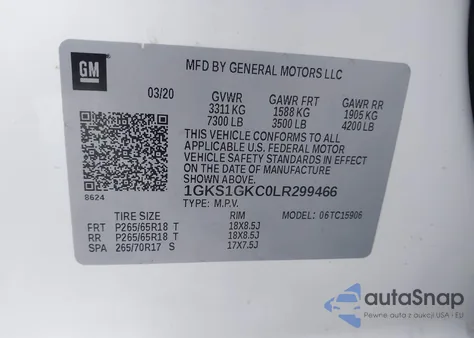 GM
MFD BY GENERAL MOTORS LLC
03/20 GVWR GAWR FRT GAWR RR
3311 KG 1588 KG 1905 KG
7300 LB 3500 LB 4200 LB
THIS VEHICLE CONFORMS TO ALL
APPLICABLE U.S. FEDERAL MOTOR
VEHICLE SAFETY STANDARDS IN EFFECT
ON THE DATE OF MANUFACTURE SHOWN ABOVE.
1GKS1GKC0LR299466
8624
TYPE: M.P.V. MODEL: 06TC15906
TIRE SIZE RIM
FRT P265/65R18 T 18X8.5J
RR P265/65R18 T 18X8.5J
SPA 265/70R17 S 17X7.5J
autoSnap
Pewne auta z dostawą USA - EU